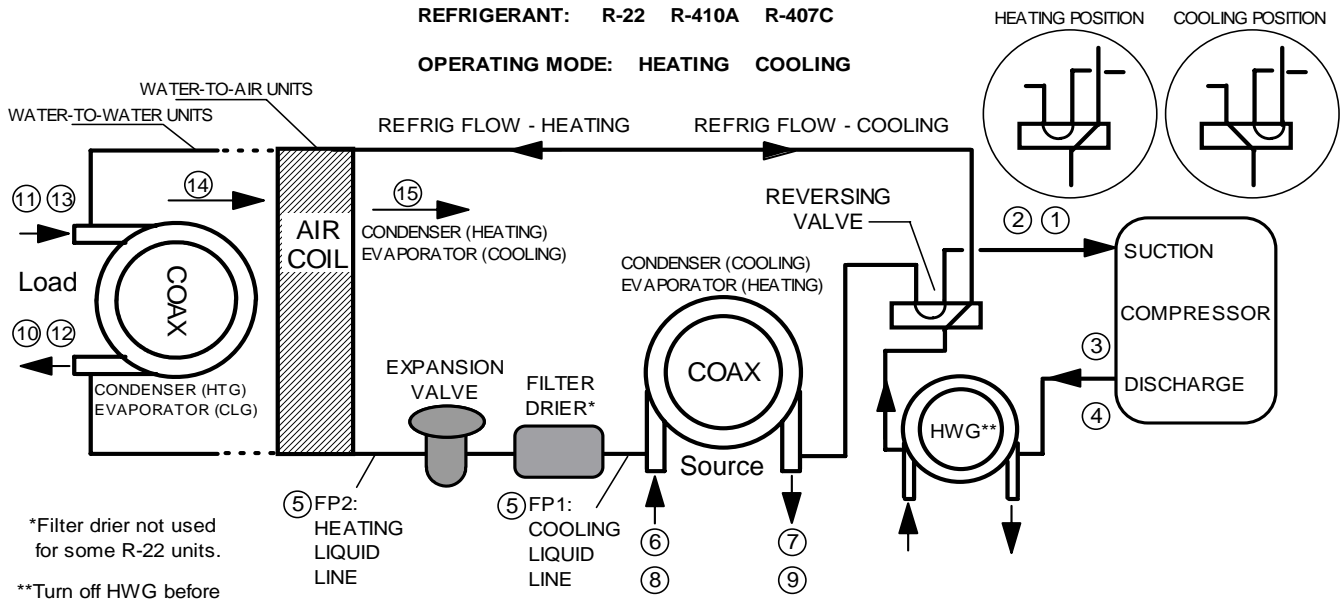 REFRIGERANT: R-22 R-410A R-407C
OPERATING MODE: HEATING COOLING
HEATING POSITION
COOLING POSITION
WATER-TO-AIR UNITS
WATER-TO-WATER UNITS
REFRIG FLOW - HEATING
REFRIG FLOW - COOLING
11 13
14
15
Load
COAX
AIR
COIL
CONDENSER (HEATING)
EVAPORATOR (COOLING)
REVERSING
VALVE
2 1
SUCTION
COMPRESSOR
DISCHARGE
3
4
10 12
CONDENSER (HTG)
EVAPORATOR (CLG)
CONDENSER (COOLING)
EVAPORATOR (HEATING)
COAX
Source
EXPANSION
VALVE
FILTER
DRIER*
HWG**
5 FP2:
HEATING
LIQUID
LINE
5 FP1:
COOLING
LIQUID
LINE
6
8
7
9
*Filter drier not used
for some R-22 units.
**Turn off HWG before